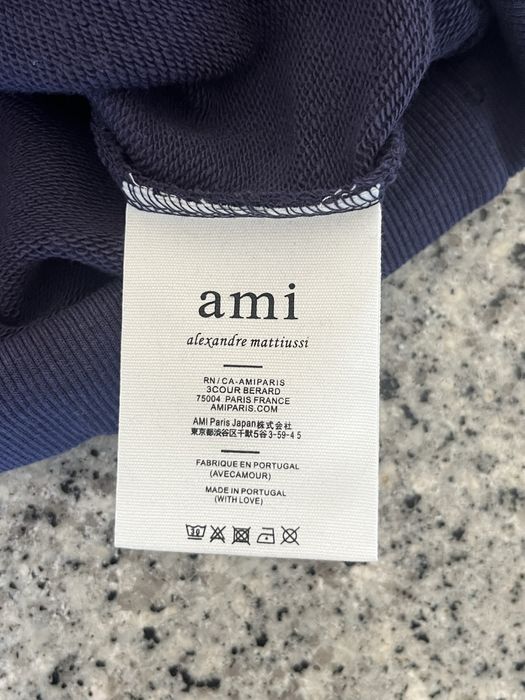 ami
alexandre mattiussi
RN/CA-AMIPARIS
3COUR BERARD
75004 PARIS FRANCE
AMIPARIS.COM
AMI Paris Japan株式会社
東京都渋谷区千駄5谷3-59-4 5
FABRIQUE EN PORTUGAL
(AVECAMOUR)
MADE IN PORTUGAL
(WITH LOVE)
30